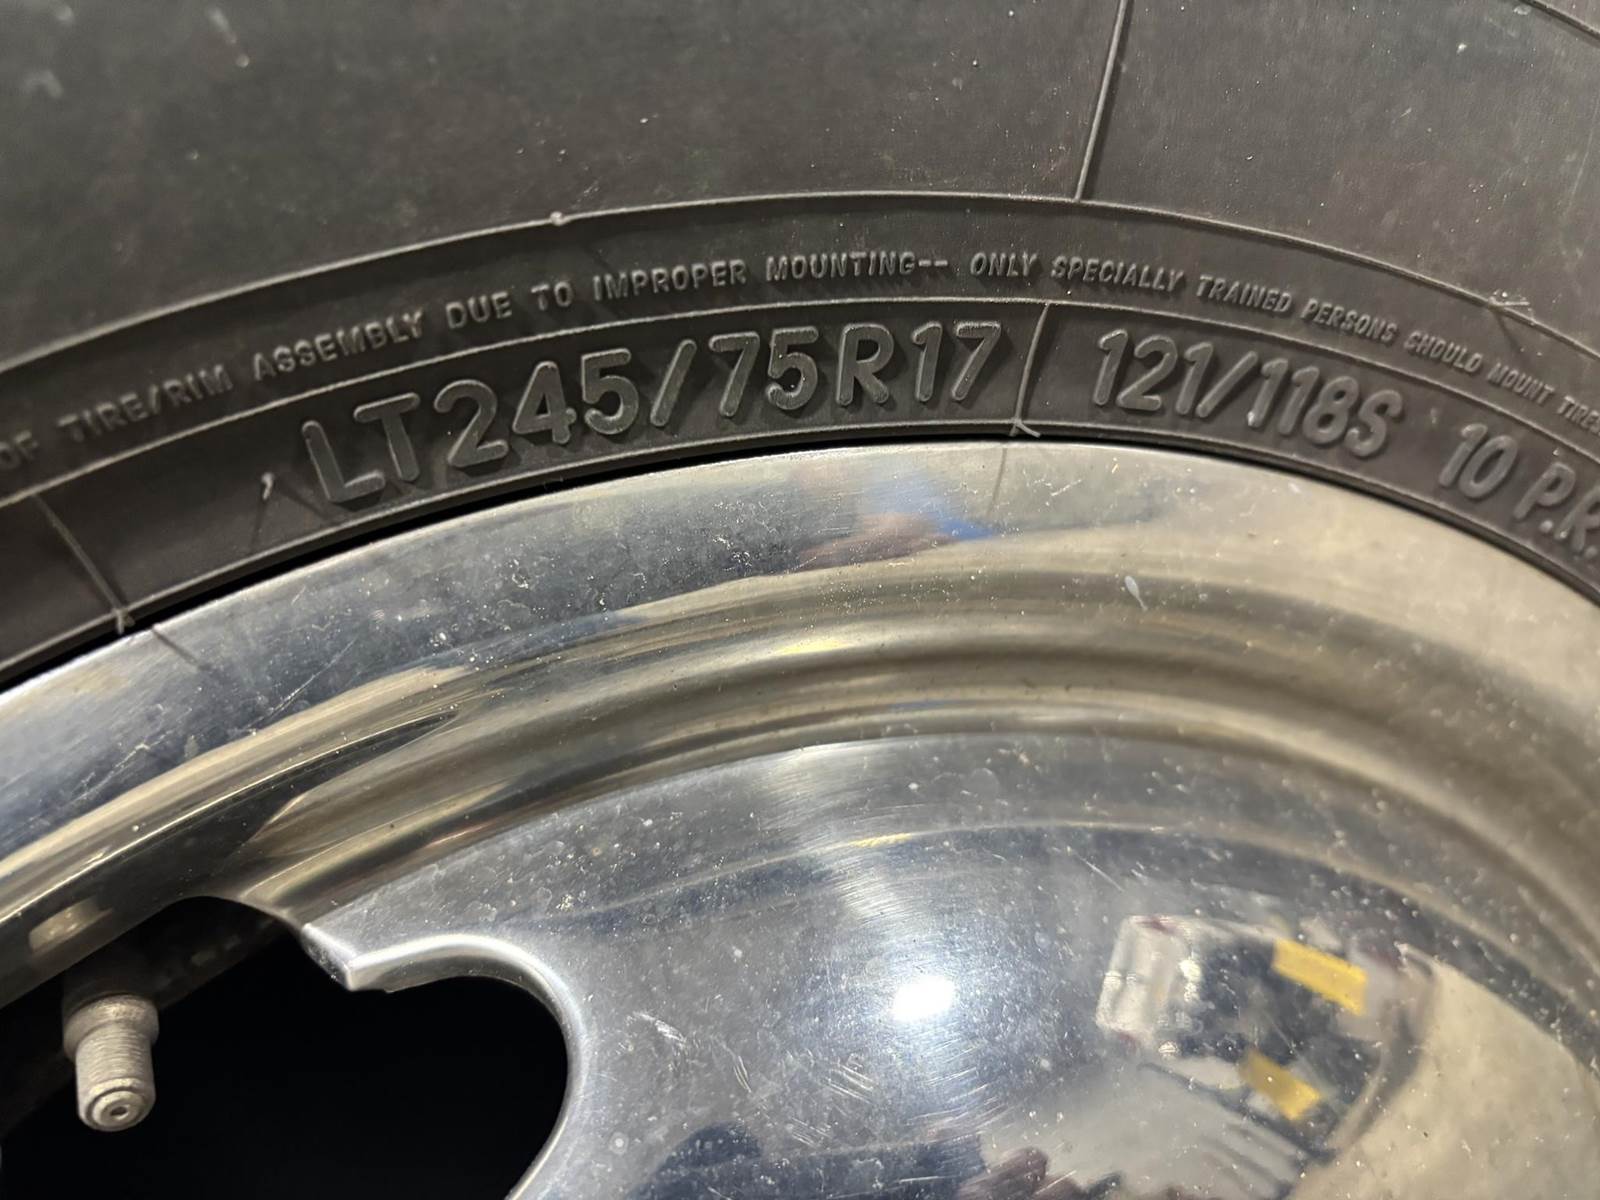 OF TIRE/RIM ASSEMBLY DUE TO IMPROPER MOUNTING-- ONLY SPECIALLY TRAINED PERSONS SHOULD MOUNT TIRES
LT245/75R17 121/118S 10 P.R.